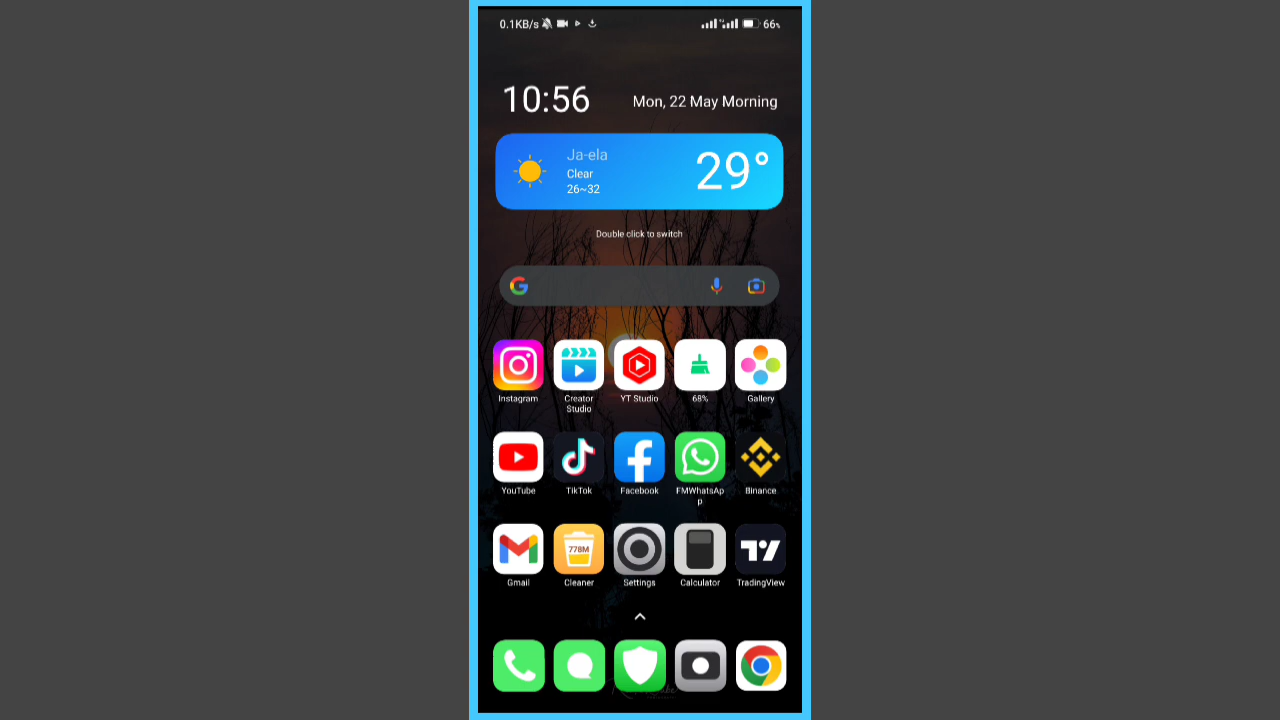 0.1KB/s 66%
10:56 Mon, 22 May Morning
Ja-ela
Clear
26~32
29°
Double click to switch
Instagram Creator Studio YT Studio 68% Gallery
YouTube TikTok Facebook FMWhatsApp Binance
778M
Gmail Cleaner Settings Calculator TradingView